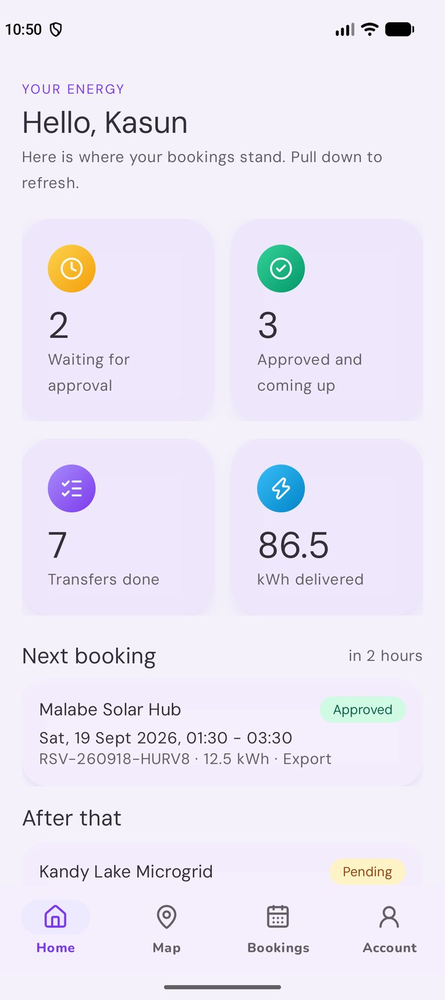 10:50
YOUR ENERGY
Hello, Kasun
Here is where your bookings stand. Pull down to
refresh.
2
Waiting for
approval
3
Approved and
coming up
7
Transfers done
86.5
kWh delivered
Next booking
in 2 hours
Malabe Solar Hub
Approved
Sat, 19 Sept 2026, 01:30 – 03:30
RSV-260918-HURV8 · 12.5 kWh · Export
After that
Kandy Lake Microgrid
Pending
Home
Map
Bookings
Account